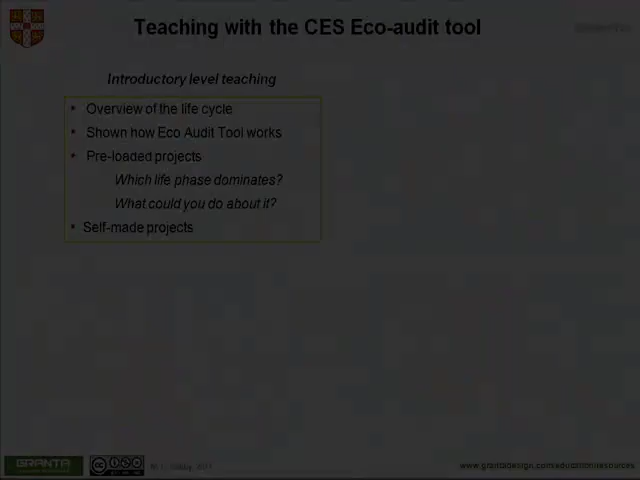 Teaching with the CES Eco-audit tool
Introductory level teaching
• Overview of the life cycle
• Shown how Eco Audit Tool works
• Pre-loaded projects
Which life phase dominates?
What could you do about it?
• Self-made projects
GRANTA
www.grantadesign.com/education/resources